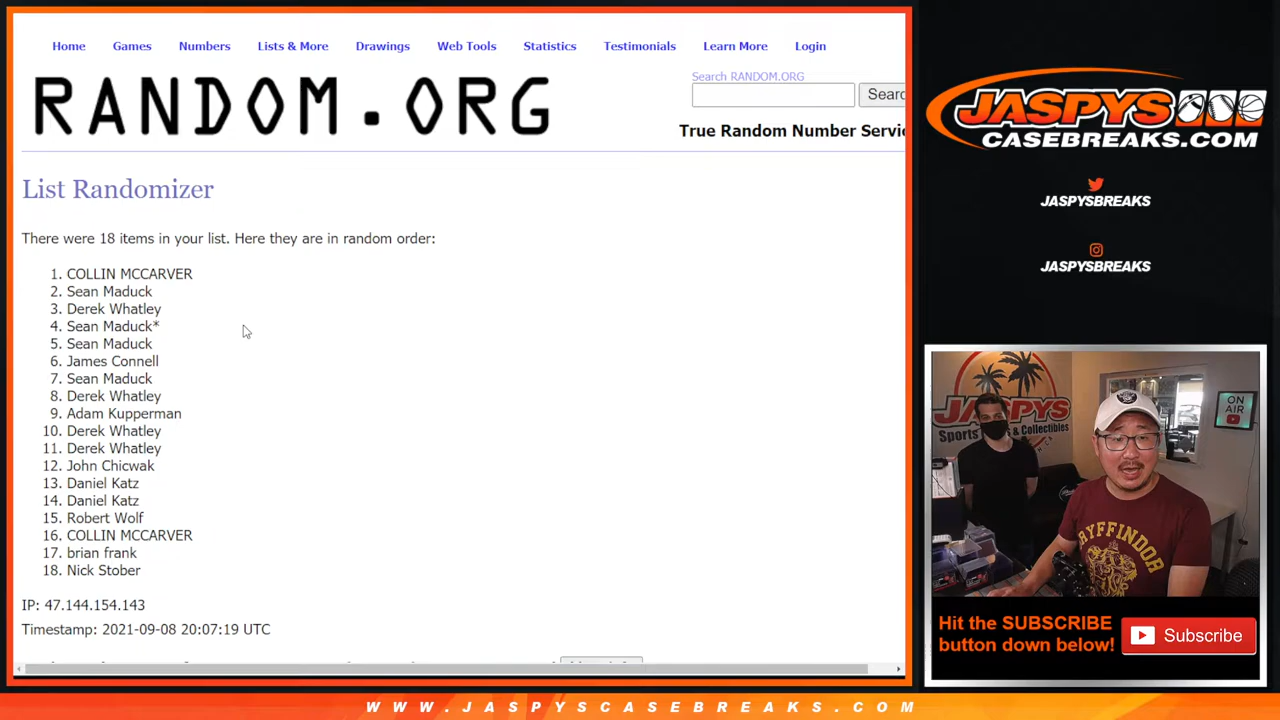 Home Games Numbers Lists & More Drawings Web Tools Statistics Testimonials Learn More Login
RANDOM.ORG
Search RANDOM.ORG
True Random Number
List Randomizer
There were 18 items in your list. Here they are in random order:
1. COLLIN MCCARVER
2. Sean Maduck
3. Derek Whatley
4. Sean Maduck*
5. Sean Maduck
6. James Connell
7. Sean Maduck
8. Derek Whatley
9. Adam Kupperman
10. Derek Whatley
11. Derek Whatley
12. John Chicwak
13. Daniel Katz
14. Daniel Katz
15. Robert Wolf
16. COLLIN MCCARVER
17. brian frank
18. Nick Stober
IP: 47.144.154.143
Timestamp: 2021-09-08 20:07:19 UTC
JASPYS
CASEBREAKS.COM
JASPYSBREAKS
JASPYSBREAKS
JASPYS
ON
AIR
Hit the SUBSCRIBE
button down below!
Subscribe
WWW.JASPYSCASEBREAKS.COM